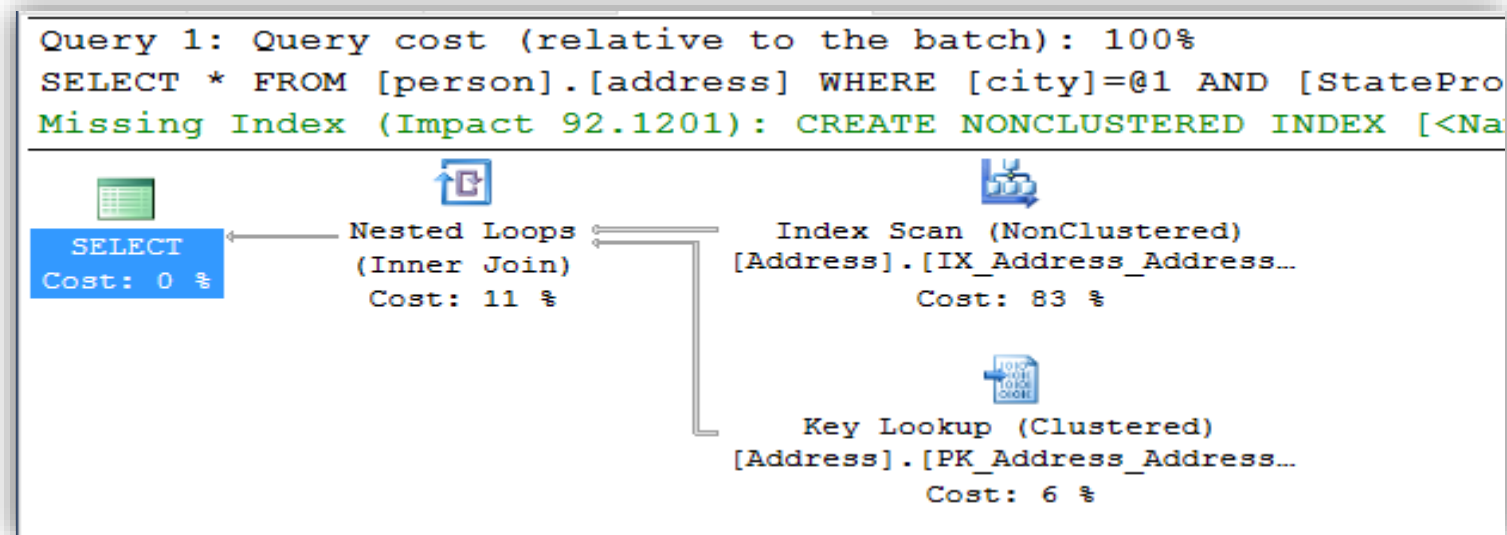 Query 1: Query cost (relative to the batch): 100%
SELECT * FROM [person].[address] WHERE [city]=@1 AND [StatePro
Missing Index (Impact 92.1201): CREATE NONCLUSTERED INDEX [<Na
SELECT
Cost: 0 %
Nested Loops
(Inner Join)
Cost: 11 %
Index Scan (NonClustered)
[Address].[IX_Address_Address…
Cost: 83 %
Key Lookup (Clustered)
[Address].[PK_Address_Address…
Cost: 6 %